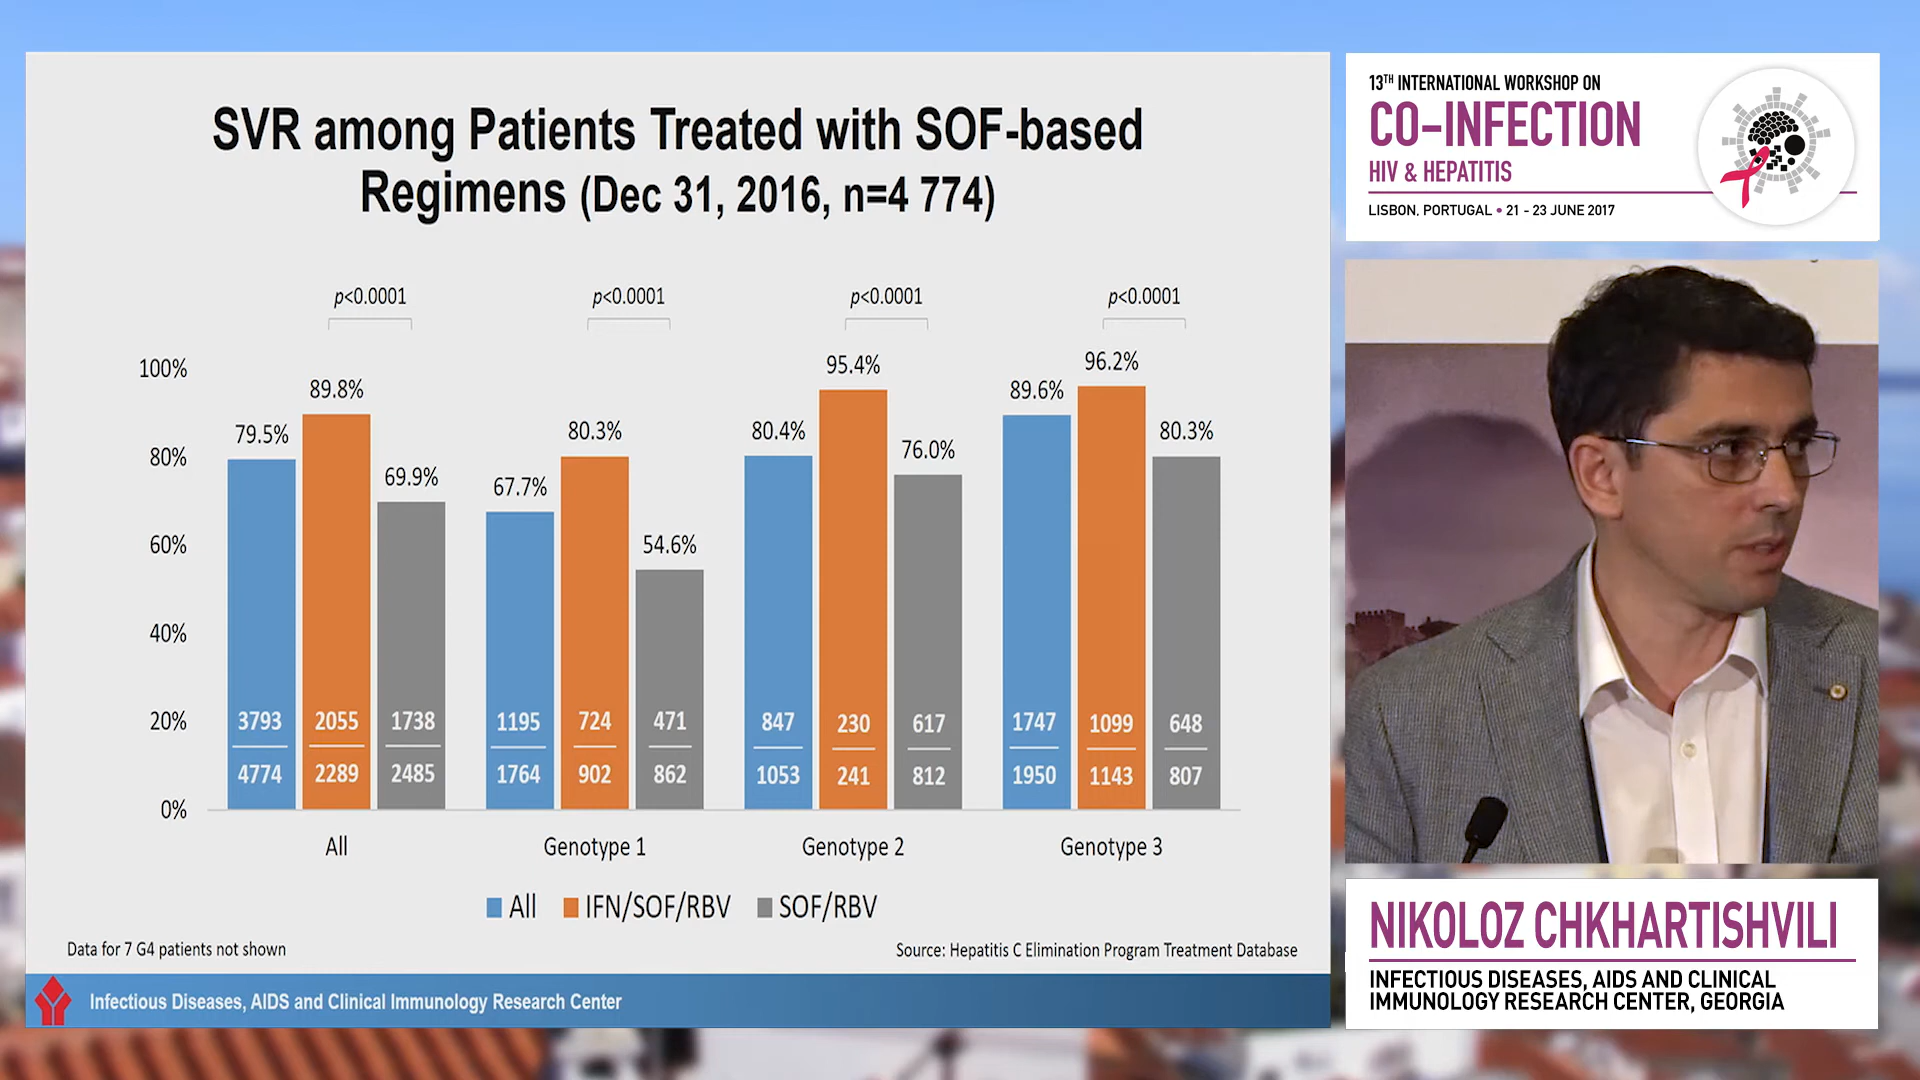 SVR among Patients Treated with SOF-based
Regimens (Dec 31, 2016, n=4 774)
p<0.0001
p<0.0001
p<0.0001
p<0.0001
100%
80%
60%
40%
20%
0%
79.5%
89.8%
69.9%
67.7%
80.3%
54.6%
80.4%
95.4%
76.0%
89.6%
96.2%
80.3%
3793
4774
2055
2289
1738
2485
1195
1764
724
902
471
862
847
1053
230
241
617
812
1747
1950
1099
1143
648
807
All
Genotype 1
Genotype 2
Genotype 3
All
IFN/SOF/RBV
SOF/RBV
Data for 7 G4 patients not shown
Source: Hepatitis C Elimination Program Treatment Database
Infectious Diseases, AIDS and Clinical Immunology Research Center
13TH INTERNATIONAL WORKSHOP ON
CO-INFECTION
HIV & HEPATITIS
LISBON, PORTUGAL • 21 - 23 JUNE 2017
NIKOLOZ CHKHARTISHVILI
INFECTIOUS DISEASES, AIDS AND CLINICAL
IMMUNOLOGY RESEARCH CENTER, GEORGIA